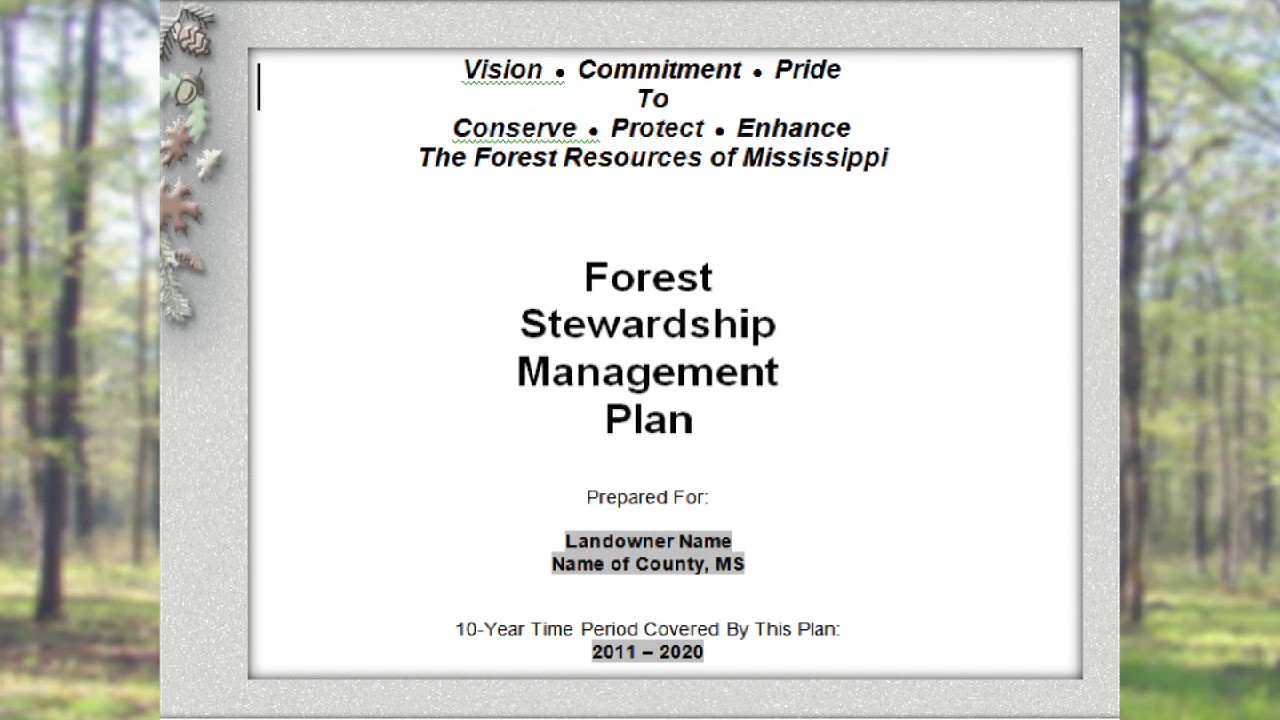 Vision • Commitment • Pride
To
Conserve • Protect • Enhance
The Forest Resources of Mississippi
Forest
Stewardship
Management
Plan
Prepared For:
Landowner Name
Name of County, MS
10-Year Time Period Covered By This Plan:
2011 – 2020